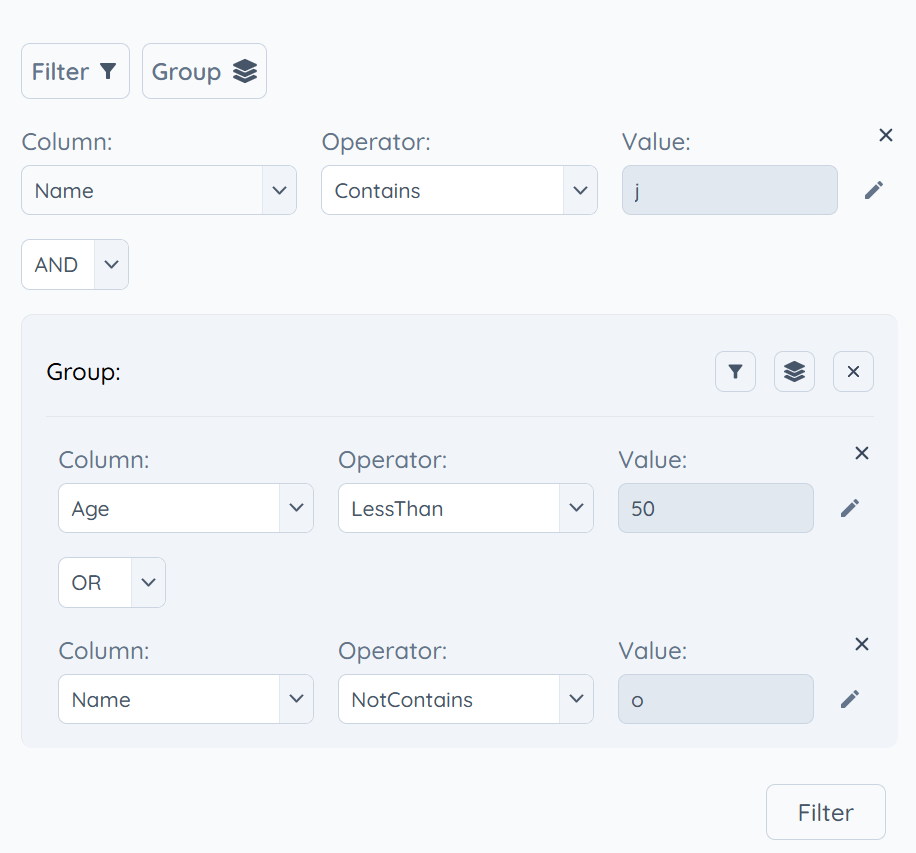 Filter Group
Column: Operator: Value:
Name Contains j
AND
Group:
Column: Operator: Value:
Age LessThan 50
OR
Column: Operator: Value:
Name NotContains o
Filter